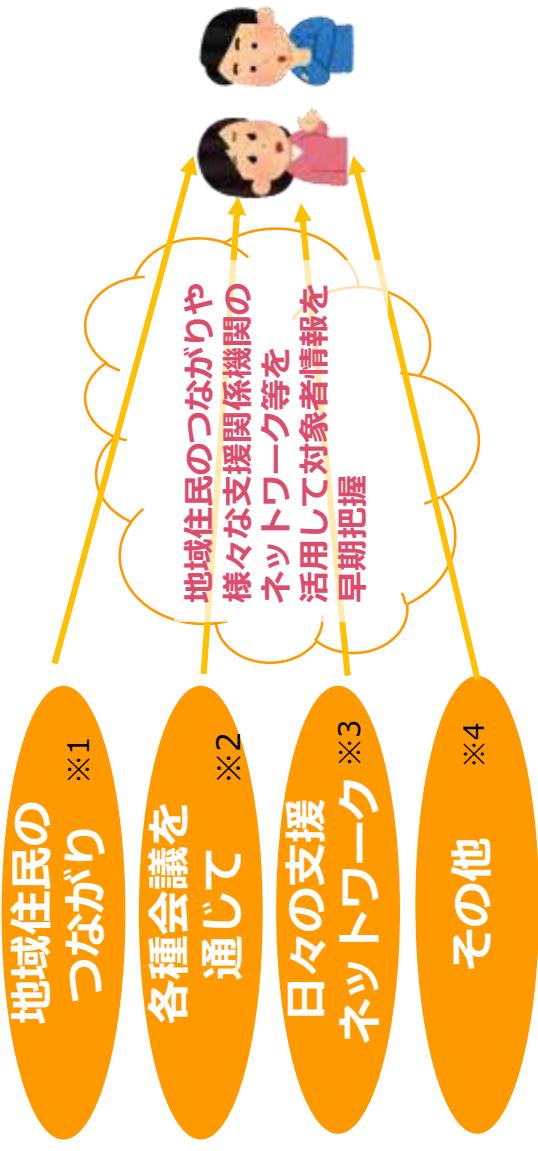 地域住民の
つながり
※1
各種会議を
通じて
※2
日々の支援
ネットワーク
※3
その他
※4
地域住民のつながりや
様々な支援関係機関の
ネットワーク等を
活用して対象者情報を
早期把握